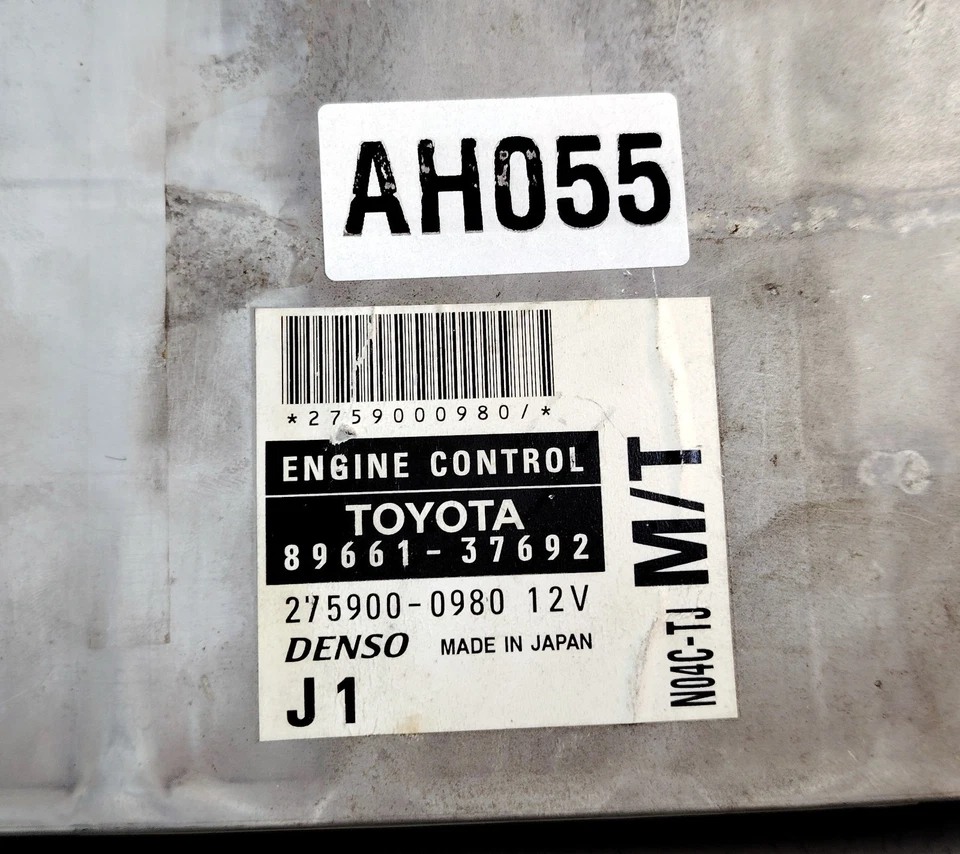 AH055
*2759000980/*
ENGINE CONTROL
TOYOTA
89661-37692
275900-0980 12V
DENSO MADE IN JAPAN
J1
M/T
N04C-TJ